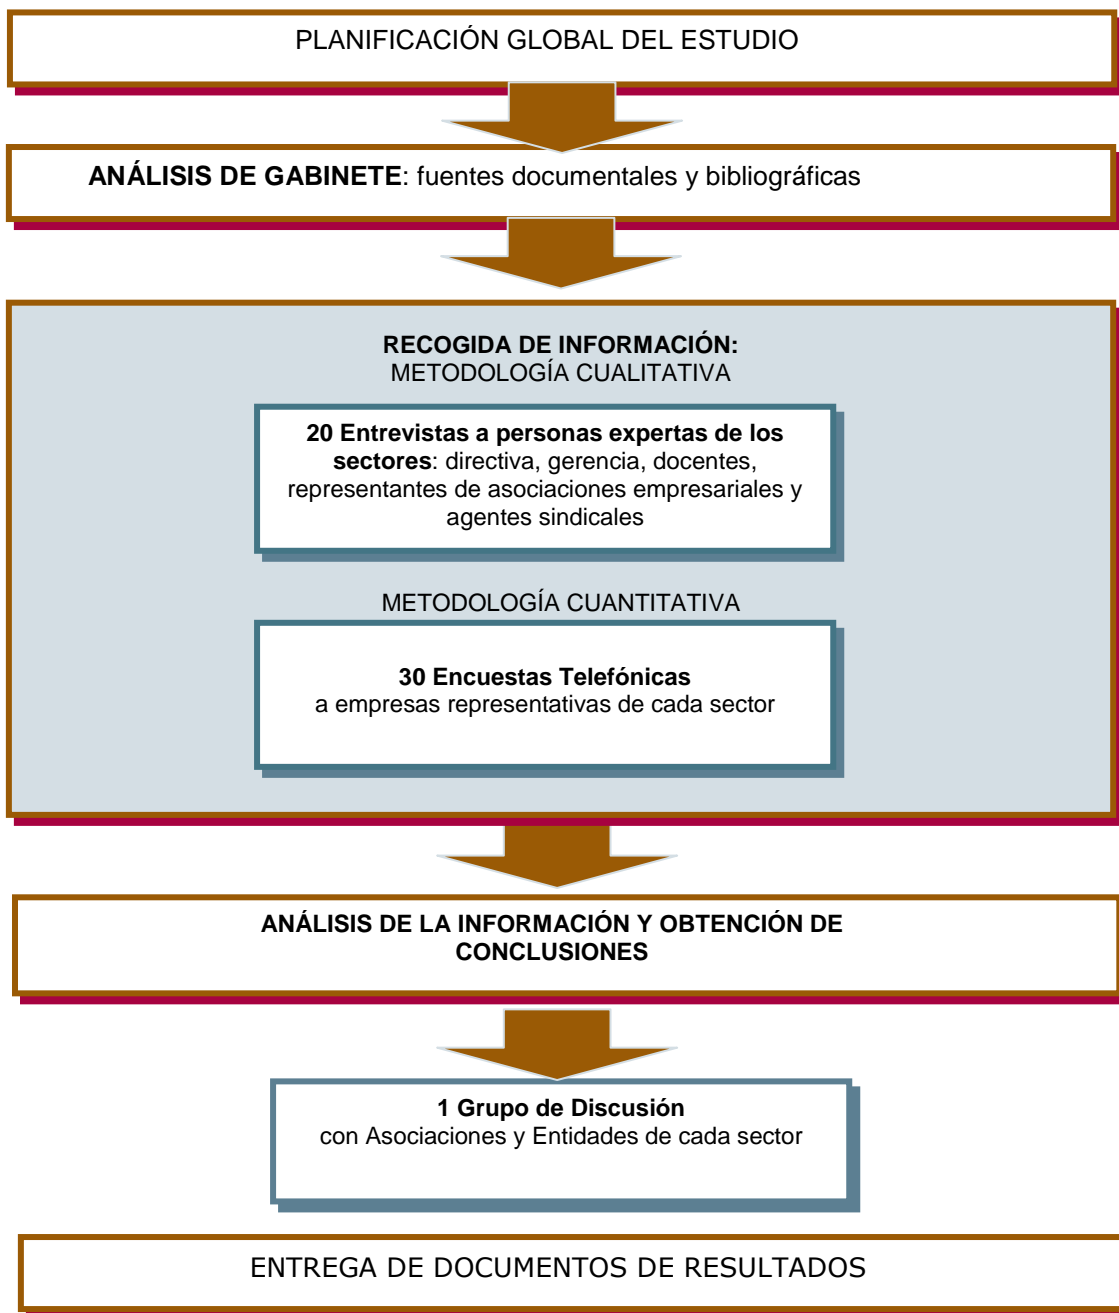 PLANIFICACIÓN GLOBAL DEL ESTUDIO
ANÁLISIS DE GABINETE: fuentes documentales y bibliográficas
RECOGIDA DE INFORMACIÓN:
METODOLOGÍA CUALITATIVA
20 Entrevistas a personas expertas de los
sectores: directiva, gerencia, docentes,
representantes de asociaciones empresariales y
agentes sindicales
METODOLOGÍA CUANTITATIVA
30 Encuestas Telefónicas
a empresas representativas de cada sector
ANÁLISIS DE LA INFORMACIÓN Y OBTENCIÓN DE
CONCLUSIONES
1 Grupo de Discusión
con Asociaciones y Entidades de cada sector
ENTREGA DE DOCUMENTOS DE RESULTADOS